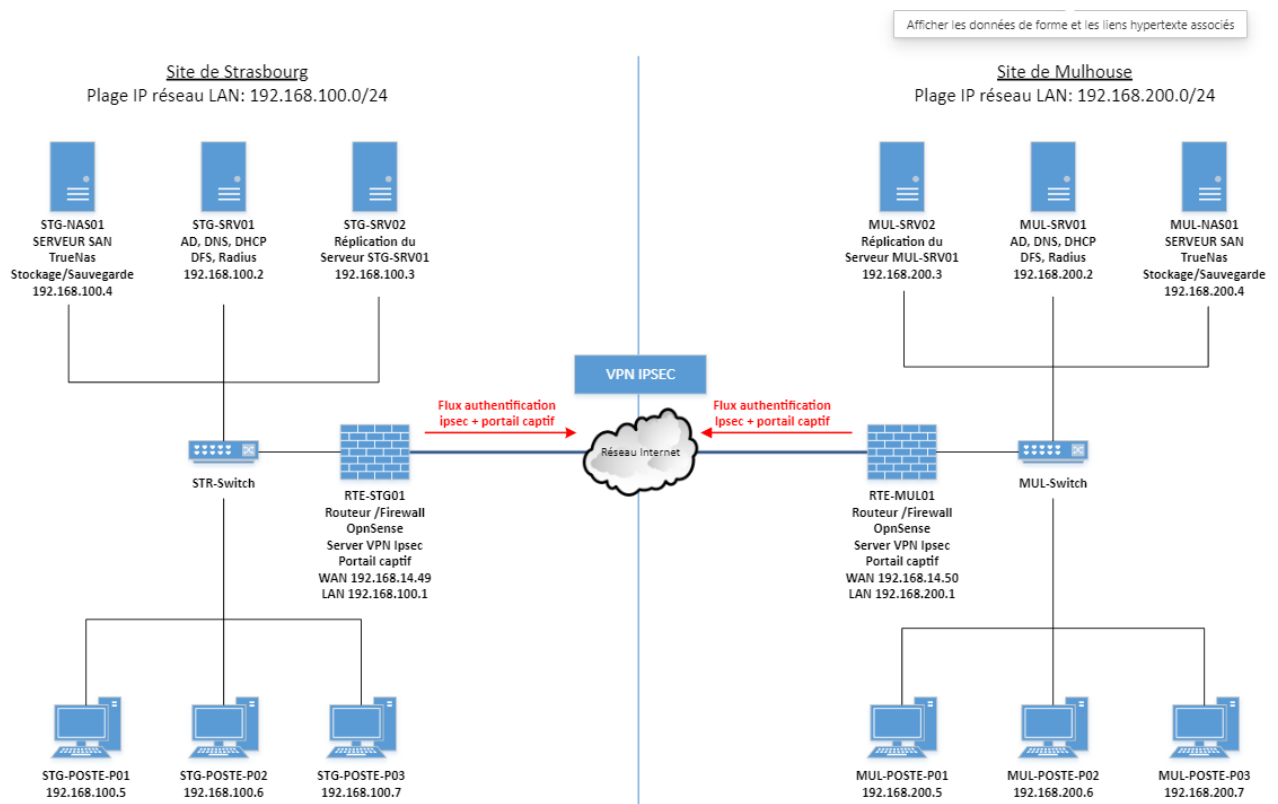 Afficher les données de forme et les liens hypertexte associés
Site de Strasbourg
Plage IP réseau LAN: 192.168.100.0/24
Site de Mulhouse
Plage IP réseau LAN: 192.168.200.0/24
STG-NAS01
SERVEUR SAN
TrueNas
Stockage/Sauvegarde
192.168.100.4
STG-SRV01
AD, DNS, DHCP
DFS, Radius
192.168.100.2
STG-SRV02
Réplication du
Serveur STG-SRV01
192.168.100.3
MUL-SRV02
Réplication du
Serveur MUL-SRV01
192.168.200.3
MUL-SRV01
AD, DNS, DHCP
DFS, Radius
192.168.200.2
MUL-NAS01
SERVEUR SAN
TrueNas
Stockage/Sauvegarde
192.168.200.4
VPN IPSEC
Flux authentification
ipsec + portail captif
Flux authentification
Ipsec + portail captif
Réseau Internet
STR-Switch
RTE-STG01
Routeur /Firewall
OpnSense
Server VPN Ipsec
Portail captif
WAN 192.168.14.49
LAN 192.168.100.1
RTE-MUL01
Routeur /Firewall
OpnSense
Server VPN Ipsec
Portail captif
WAN 192.168.14.50
LAN 192.168.200.1
MUL-Switch
STG-POSTE-P01
192.168.100.5
STG-POSTE-P02
192.168.100.6
STG-POSTE-P03
192.168.100.7
MUL-POSTE-P01
192.168.200.5
MUL-POSTE-P02
192.168.200.6
MUL-POSTE-P03
192.168.200.7